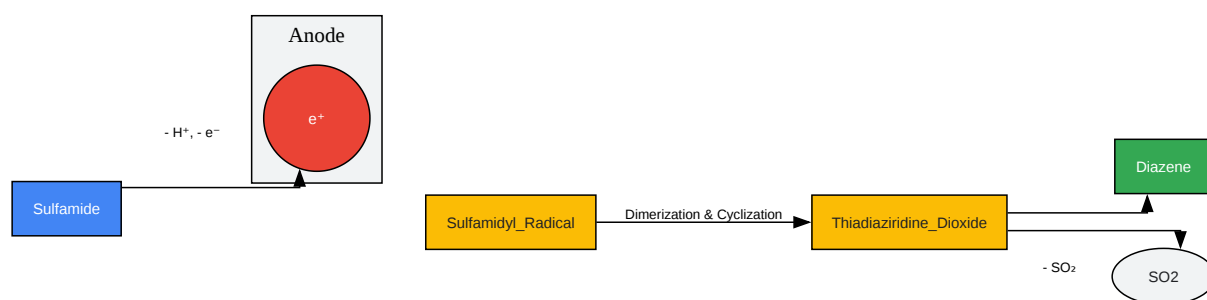 Anode
e⁺
- H⁺, - e⁻
Sulfamide
Sulfamidyl_Radical
Dimerization & Cyclization
Thiadiaziridine_Dioxide
Diazene
- SO₂
SO2